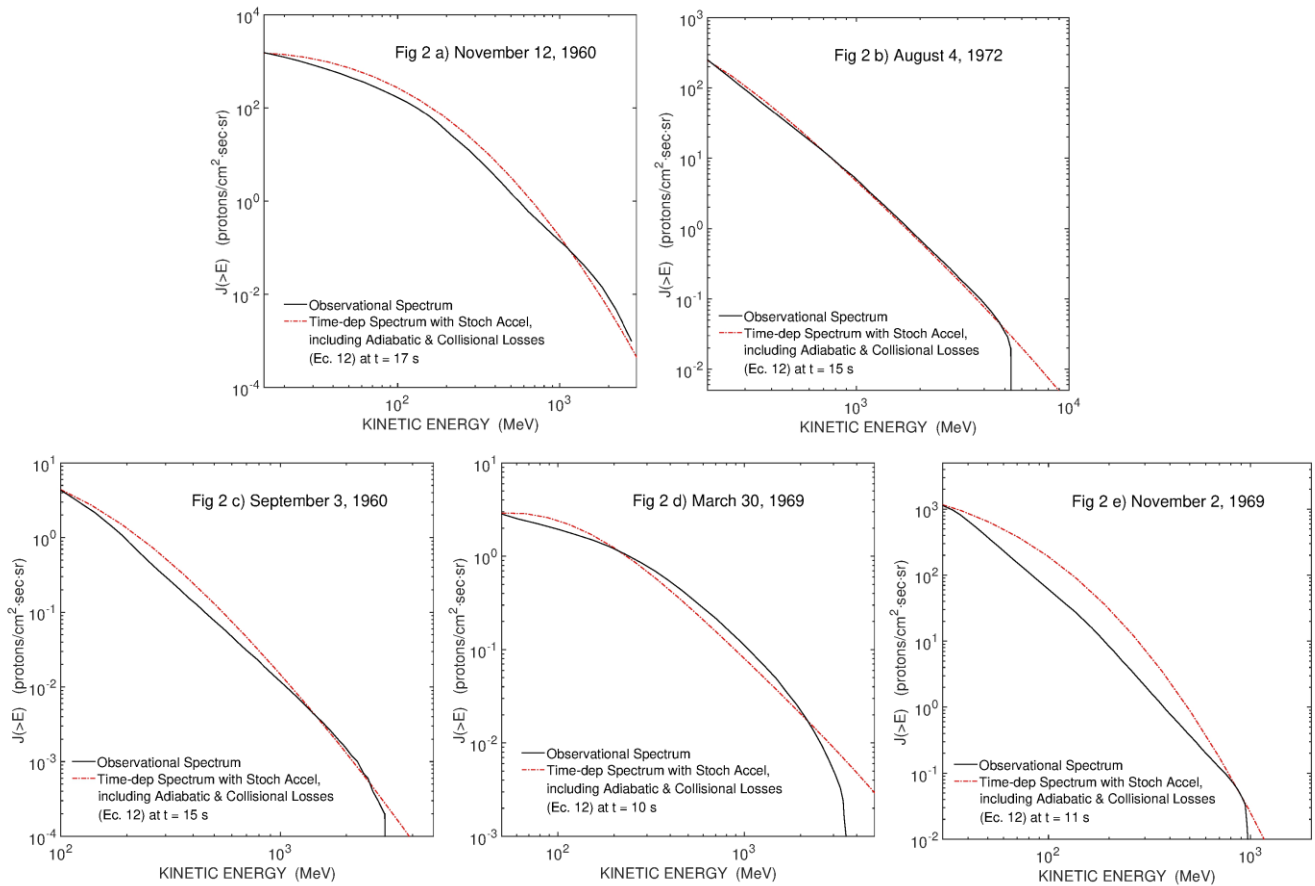 Fig 2 a) November 12, 1960
10^4
10^2
10^0
10^-2
10^-4
J(>E) (protons/cm^2·sec·sr)
Observational Spectrum
Time-dep Spectrum with Stoch Accel,
including Adiabatic & Collisional Losses
(Ec. 12) at t = 17 s
10^2
10^3
KINETIC ENERGY (MeV)
Fig 2 b) August 4, 1972
10^3
10^2
10^1
10^0
10^-1
10^-2
J(>E) (protons/cm^2·sec·sr)
Observational Spectrum
Time-dep Spectrum with Stoch Accel,
including Adiabatic & Collisional Losses
(Ec. 12) at t = 15 s
10^3
10^4
KINETIC ENERGY (MeV)
Fig 2 c) September 3, 1960
10^1
10^0
10^-1
10^-2
10^-3
10^-4
J(>E) (protons/cm^2·sec·sr)
Observational Spectrum
Time-dep Spectrum with Stoch Accel,
including Adiabatic & Collisional Losses
(Ec. 12) at t = 15 s
10^2
10^3
KINETIC ENERGY (MeV)
Fig 2 d) March 30, 1969
10^1
10^0
10^-1
10^-2
10^-3
J(>E) (protons/cm^2·sec·sr)
Observational Spectrum
Time-dep Spectrum with Stoch Accel,
including Adiabatic & Collisional Losses
(Ec. 12) at t = 10 s
10^2
10^3
KINETIC ENERGY (MeV)
Fig 2 e) November 2, 1969
10^3
10^2
10^1
10^0
10^-1
10^-2
J(>E) (protons/cm^2·sec·sr)
Observational Spectrum
Time-dep Spectrum with Stoch Accel,
including Adiabatic & Collisional Losses
(Ec. 12) at t = 11 s
10^2
10^3
KINETIC ENERGY (MeV)